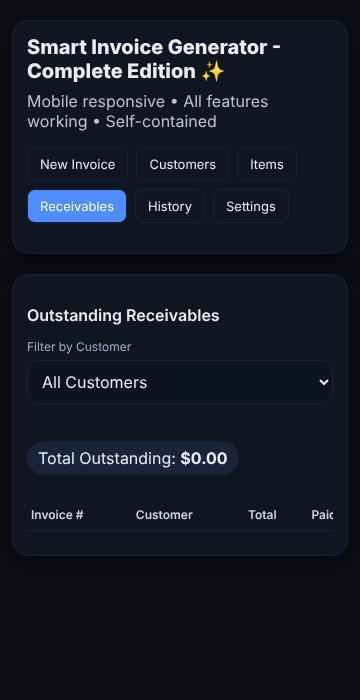 Smart Invoice Generator -
Complete Edition ✨
Mobile responsive • All features
working • Self-contained
New Invoice Customers Items
Receivables History Settings
Outstanding Receivables
Filter by Customer
All Customers
Total Outstanding: $0.00
Invoice # Customer Total